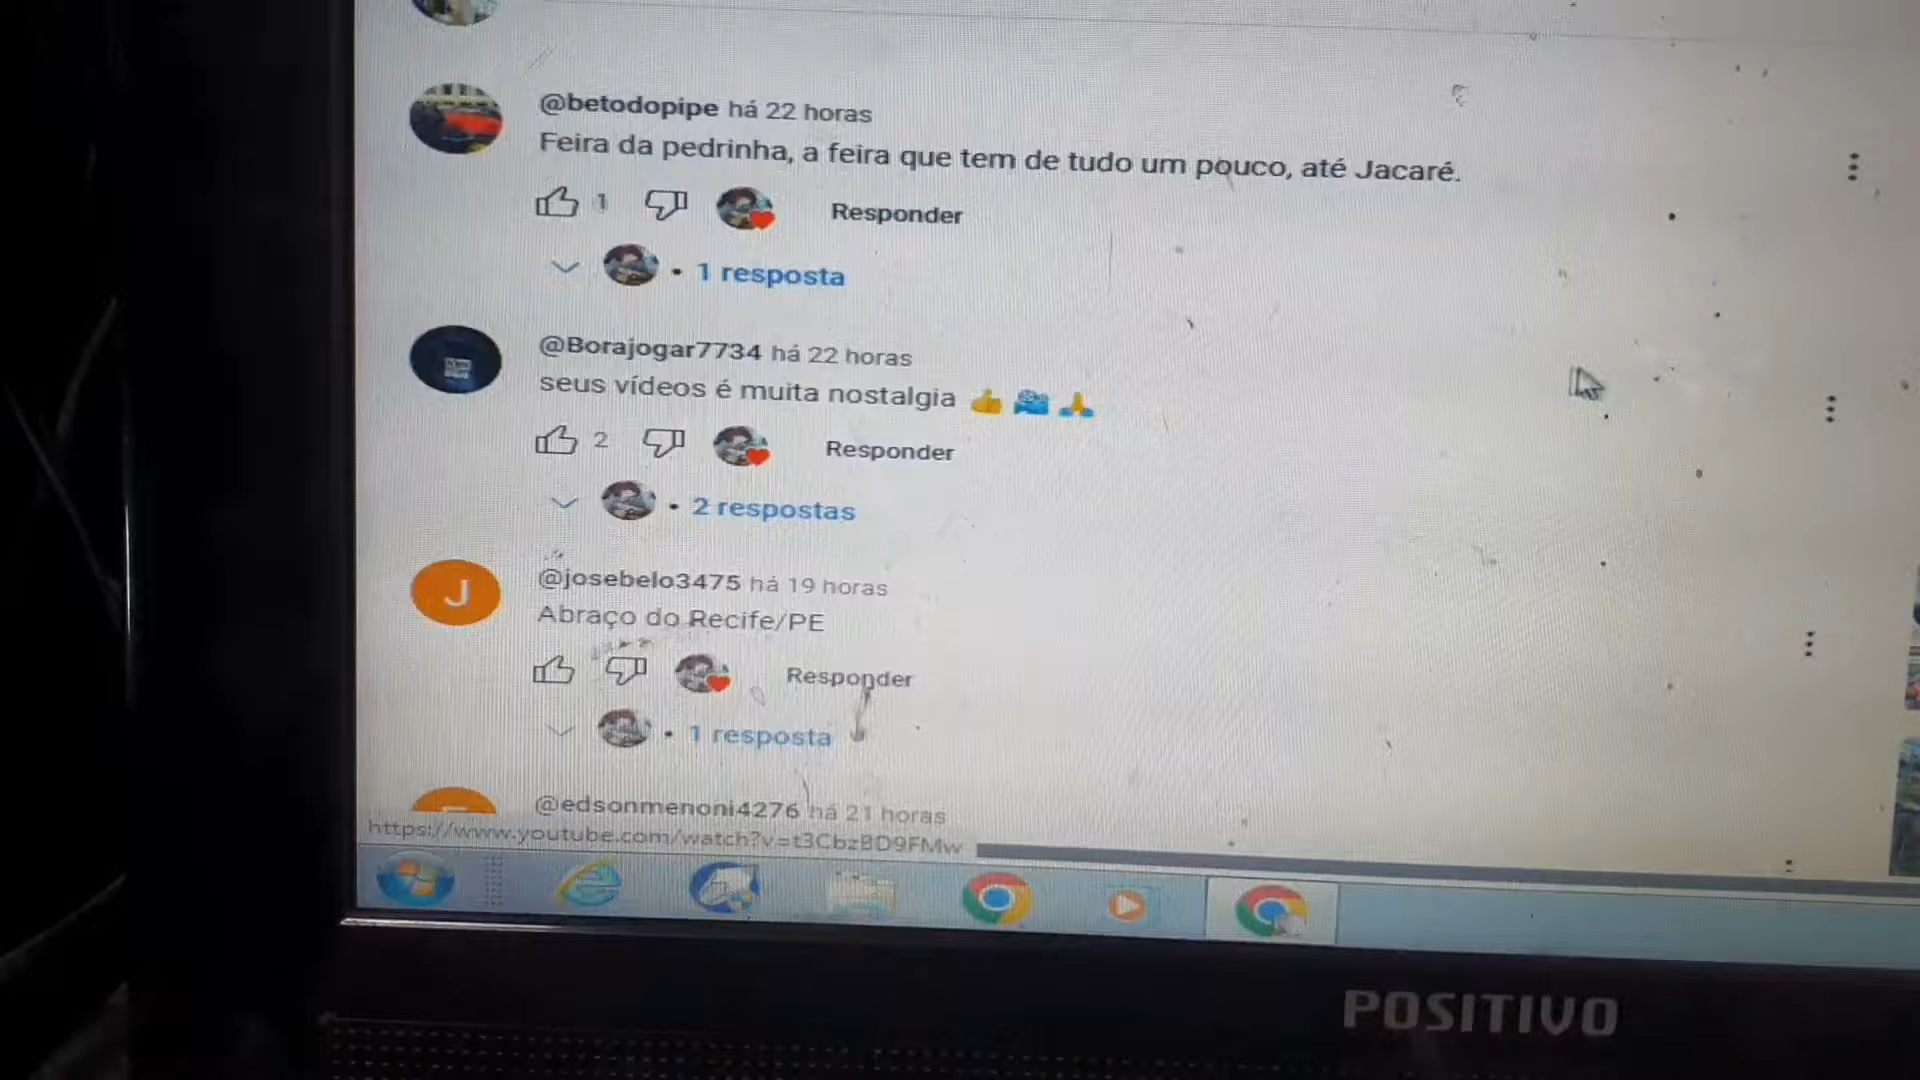 @betodopipe há 22 horas
Feira da pedrinha, a feira que tem de tudo um pouco, até Jacaré.
1 Responder
1 resposta
@Borajogar7734 há 22 horas
seus vídeos é muita nostalgia 👍
2 Responder
2 respostas
J @josebelo3475 há 19 horas
Abraço do Recife/PE
Responder
1 resposta
@edsonmenoni4276 há 21 horas
https://www.youtube.com/watch?v=t3CbzBD9FMw
POSITIVO